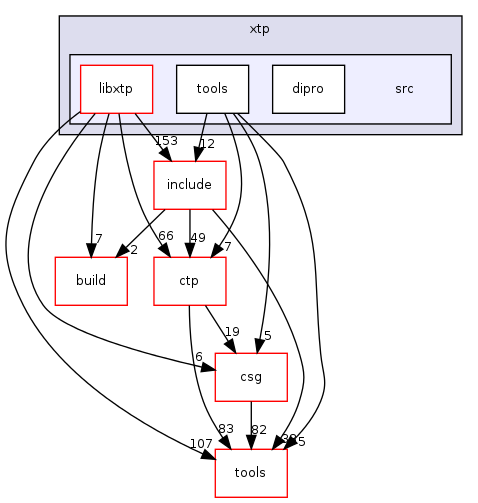 xtp
libxtp
tools
dipro
src
153
12
include
7
2
66
49
7
build
ctp
19
5
6
csg
83
82
107
tools